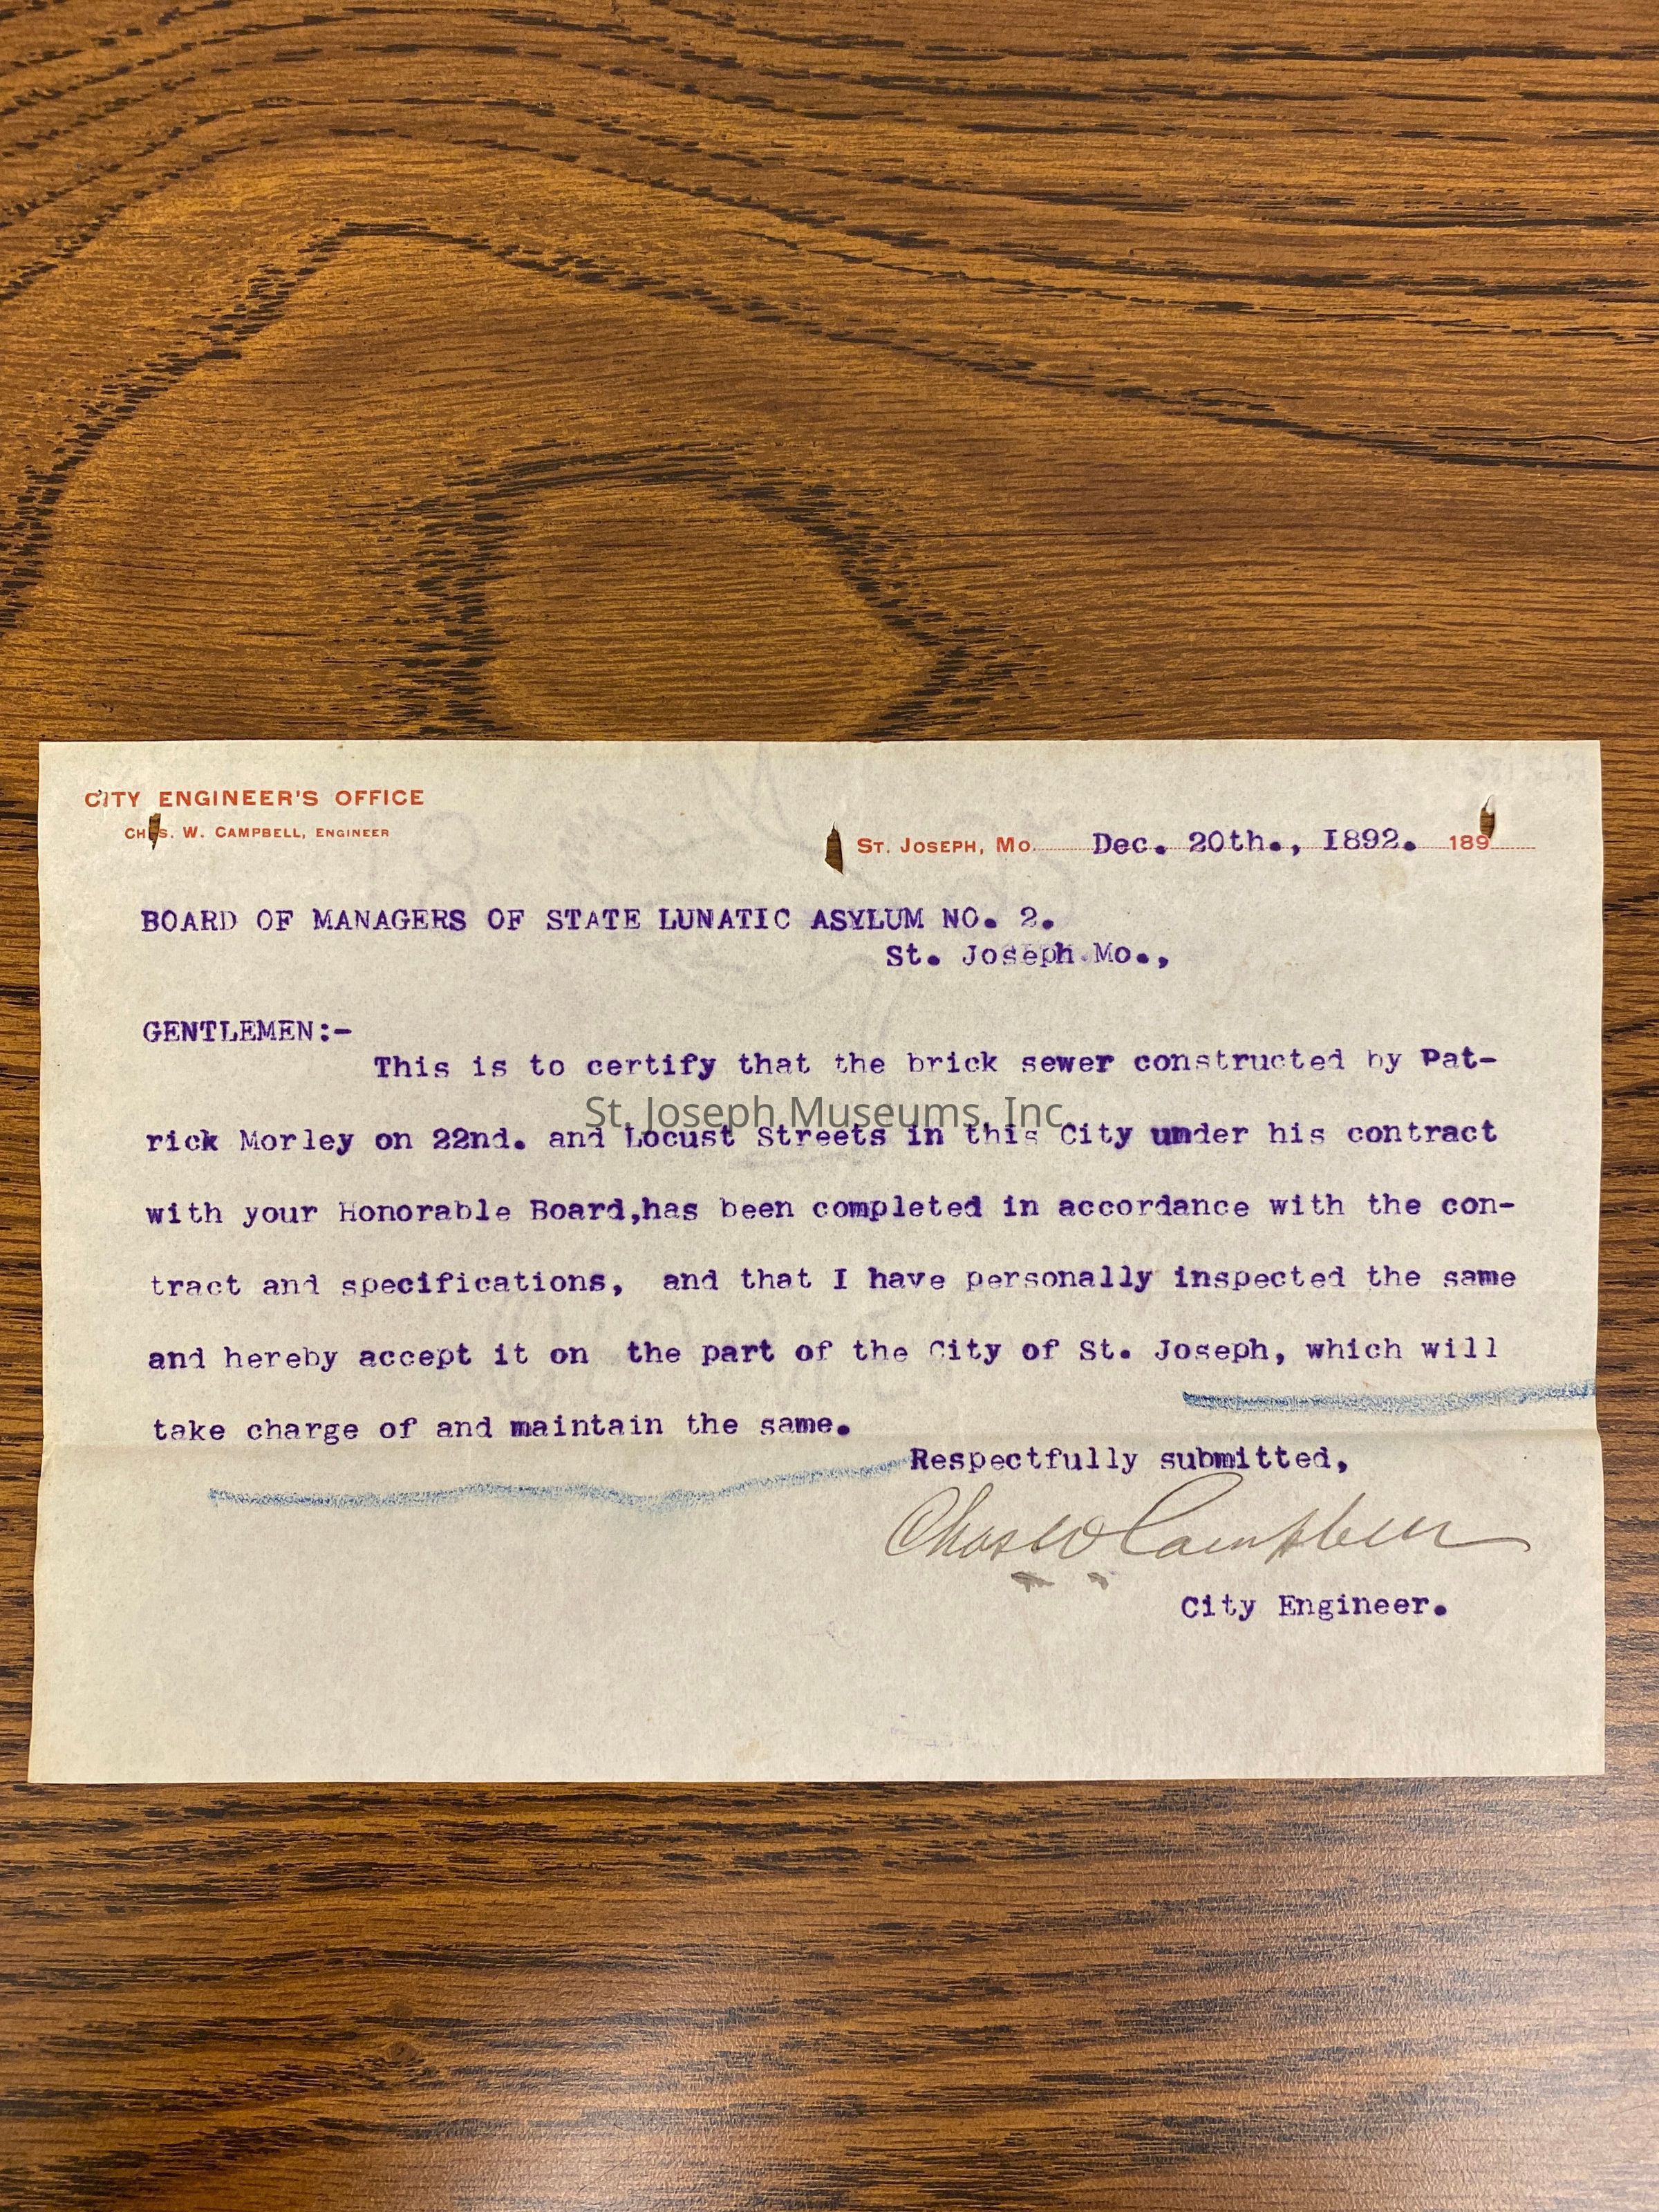 CITY ENGINEER'S OFFICE
CHAS. W. CAMPBELL, ENGINEER
ST. JOSEPH, MO. Dec. 20th., 1892. 189
BOARD OF MANAGERS OF STATE LUNATIC ASYLUM NO. 2.
St. Joseph.Mo.,
GENTLEMEN:-
This is to certify that the brick sewer constructed by Pat-
St. Joseph Museums, Inc.
rick Morley on 22nd. and Locust Streets in this City under his contract
with your Honorable Board,has been completed in accordance with the con-
tract and specifications, and that I have personally inspected the same
and hereby accept it on the part of the City of St. Joseph, which will
take charge of and maintain the same.
Respectfully submitted,
Chas W Campbell
City Engineer.